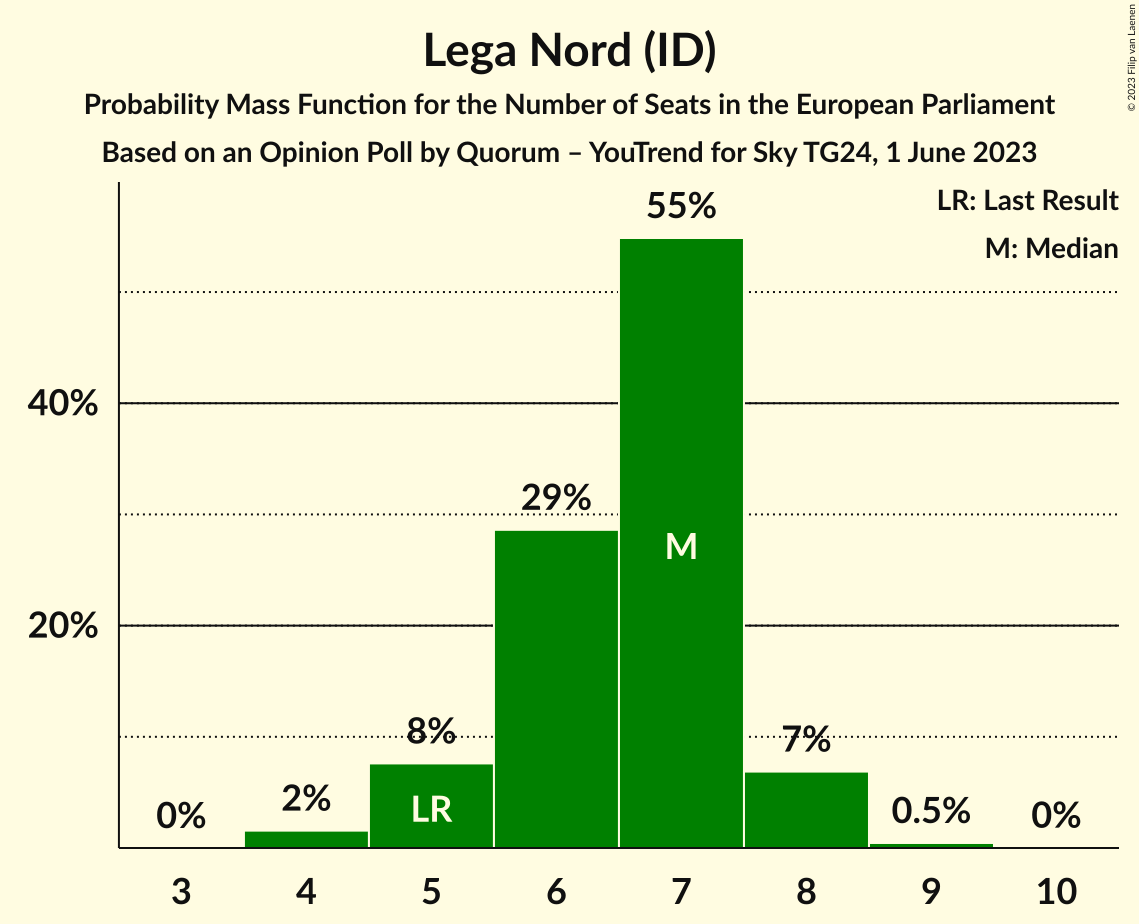 Lega Nord (ID)
Probability Mass Function for the Number of Seats in the European Parliament
Based on an Opinion Poll by Quorum – YouTrend for Sky TG24, 1 June 2023
© 2023 Filip van Laenen
LR: Last Result
M: Median
55%
40%
29%
M
20%
8%
7%
LR
0%
2%
0.5%
0%
3 4 5 6 7 8 9 10